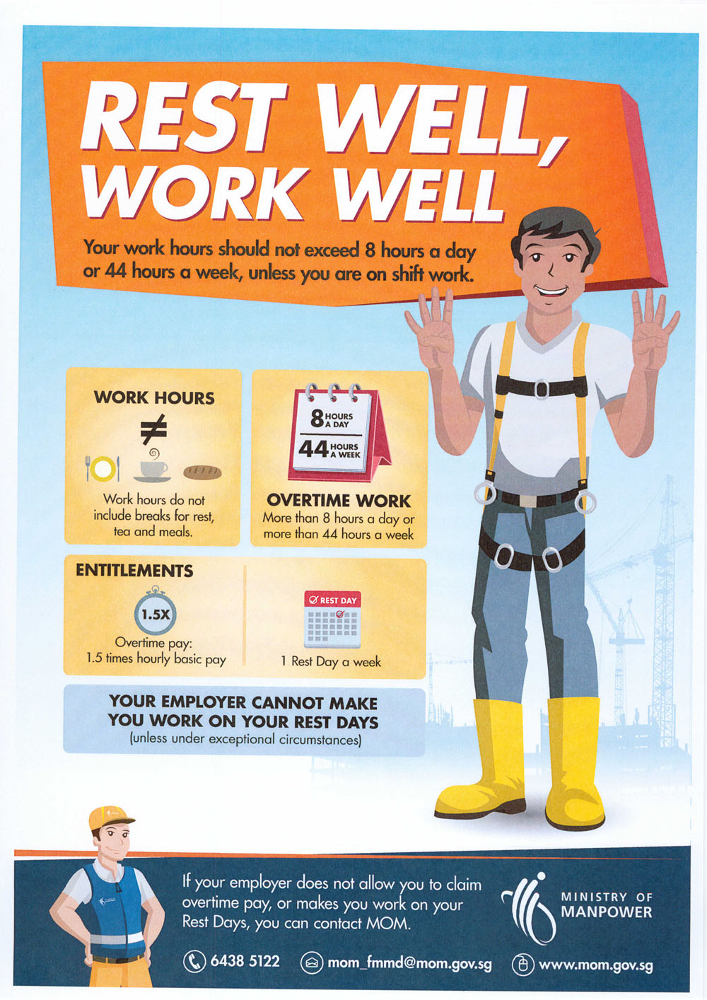 REST WELL,
WORK WELL
Your work hours should not exceed 8 hours a day
or 44 hours a week, unless you are on shift work.
WORK HOURS
≠
Work hours do not
include breaks for rest,
tea and meals.
8 HOURS A DAY
44 HOURS A WEEK
OVERTIME WORK
More than 8 hours a day or
more than 44 hours a week
ENTITLEMENTS
1.5X
Overtime pay:
1.5 times hourly basic pay
REST DAY
1 Rest Day a week
YOUR EMPLOYER CANNOT MAKE
YOU WORK ON YOUR REST DAYS
(unless under exceptional circumstances)
If your employer does not allow you to claim
overtime pay, or makes you work on your
Rest Days, you can contact MOM.
MINISTRY OF
MANPOWER
6438 5122
mom_fmmd@mom.gov.sg
www.mom.gov.sg